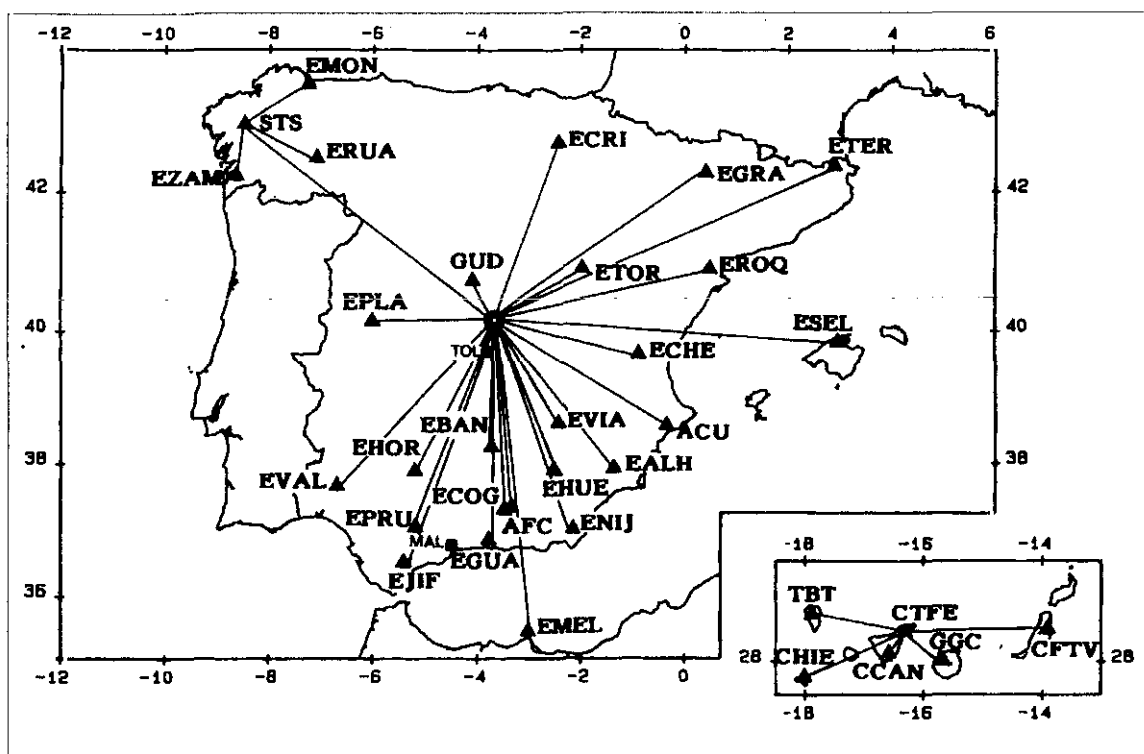 -12 -10 -8 -6 -4 -2 0 2 4 6
EMON
STS
ERUA
ECRI
ETER
EZAM
EGRA
42 42
GUD
ETOR
EROQ
EPLA
ESEL
40 40
TOL
ECHE
EBAN
EVIA
ACU
EHOR
EALH
38 38
EVAL
EHUE
ECOG
EPRU
AFC
ENIJ
MAL
EGUA
EJIF
36
EMEL
-12 -10 -8 -6 -4 -2 0
-18 -16 -14
TBT
CTFE
GGC
CFTV
CHIE
CCAN
28 28
-18 -16 -14